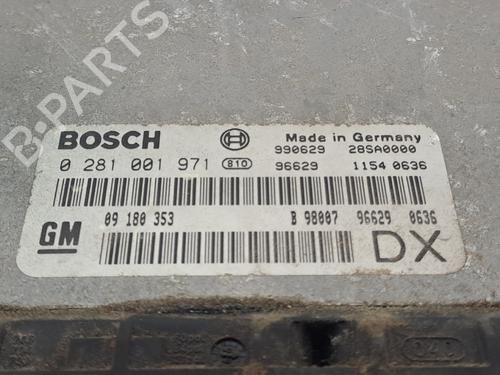 B-PARTS
BOSCH Made in Germany
990629 28SA0000
0 281 001 971 810 96629 1154 0636
GM 09 180 353 B 98007 96629 0636
DX